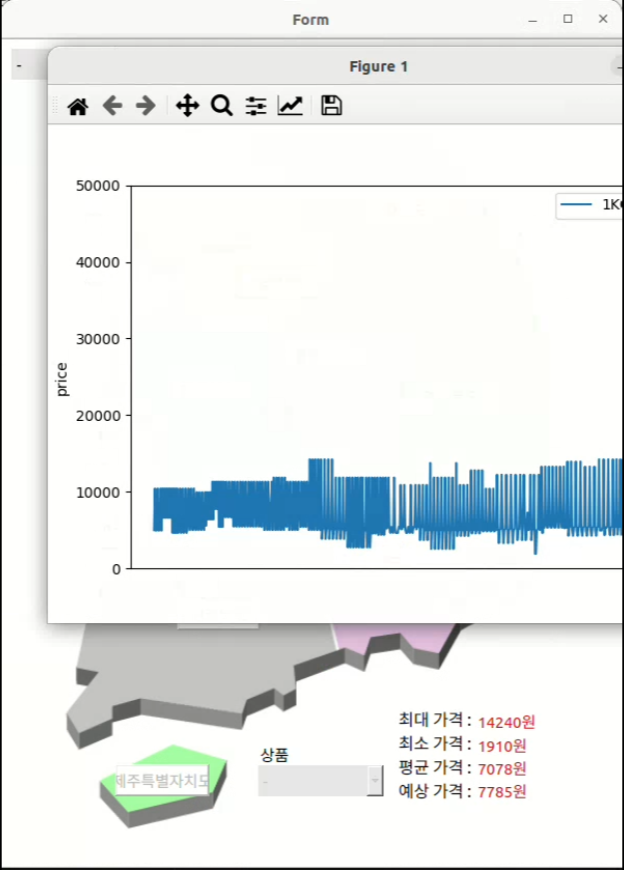 Form
-
Figure 1
50000
40000
30000
20000
10000
0
price
최대 가격 : 14240원
최소 가격 : 1910원
상품
평균 가격 : 7078원
-
예상 가격 : 7785원
제주특별자치도